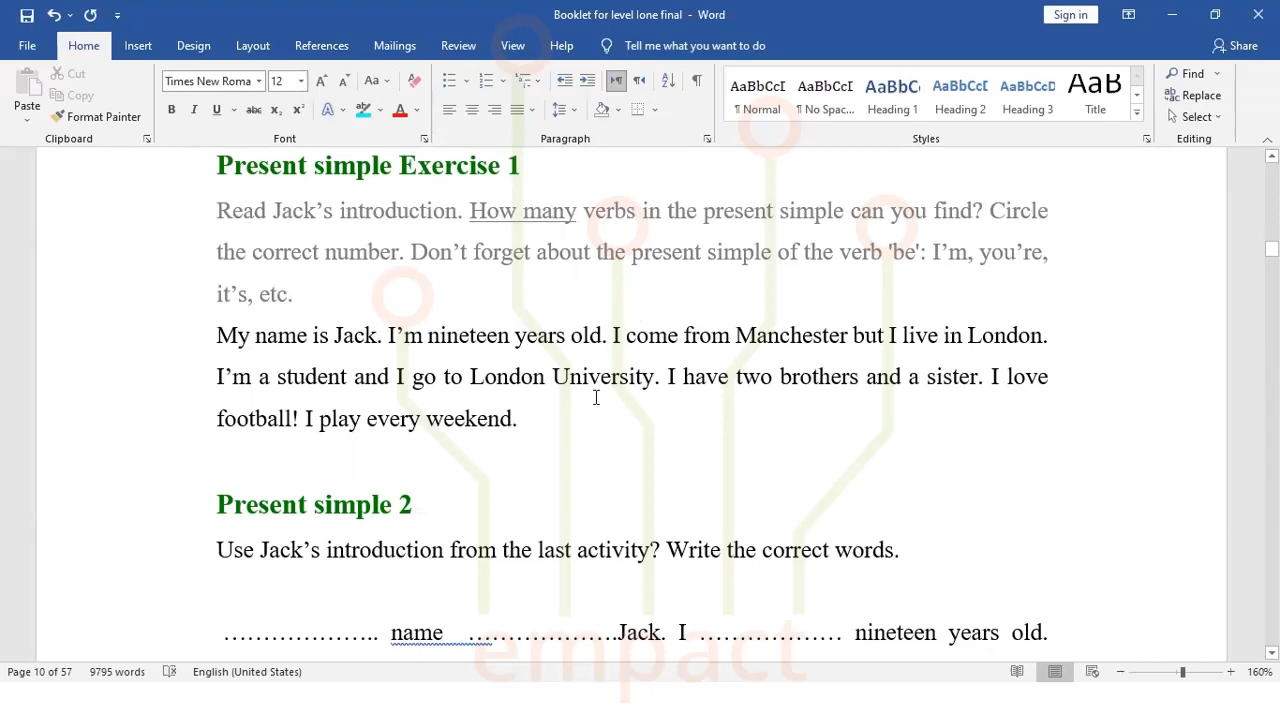 Booklet for level lone final - Word
Sign in
File Home Insert Design Layout References Mailings Review View Help Tell me what you want to do Share
Paste Cut Copy Format Painter
Times New Roma 12 Aa
AaBbCcI AaBbCcI AaBbC AaBbCcI AaBbCcD AaB
¶ Normal ¶ No Spac... Heading 1 Heading 2 Heading 3 Title
Find Replace Select
Clipboard Font Paragraph Styles Editing
Present simple Exercise 1
Read Jack’s introduction. How many verbs in the present simple can you find? Circle
the correct number. Don’t forget about the present simple of the verb 'be': I’m, you’re,
it’s, etc.
My name is Jack. I’m nineteen years old. I come from Manchester but I live in London.
I’m a student and I go to London University. I have two brothers and a sister. I love
football! I play every weekend.
Present simple 2
Use Jack’s introduction from the last activity? Write the correct words.
……………….. name ……………….Jack. I ……………… nineteen years old.
empact
Page 10 of 57 9795 words English (United States) 160%